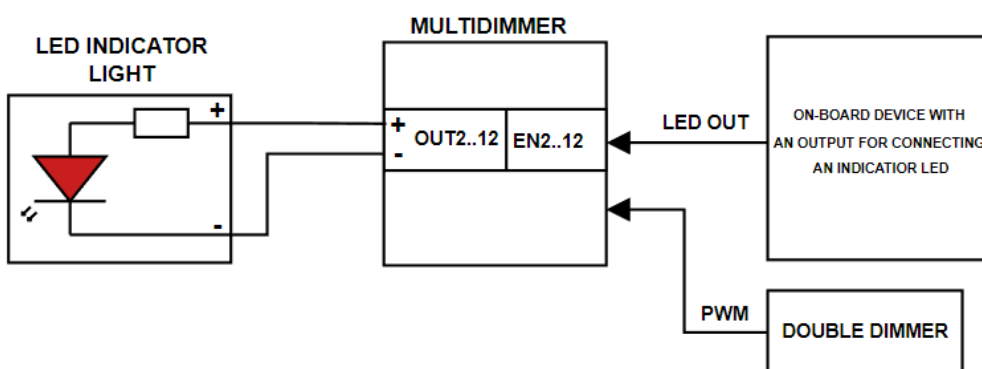 MULTIDIMMER
LED INDICATOR
LIGHT
+
-
+
-
OUT2..12
EN2..12
LED OUT
ON-BOARD DEVICE WITH
AN OUTPUT FOR CONNECTING
AN INDICATIOR LED
PWM
DOUBLE DIMMER